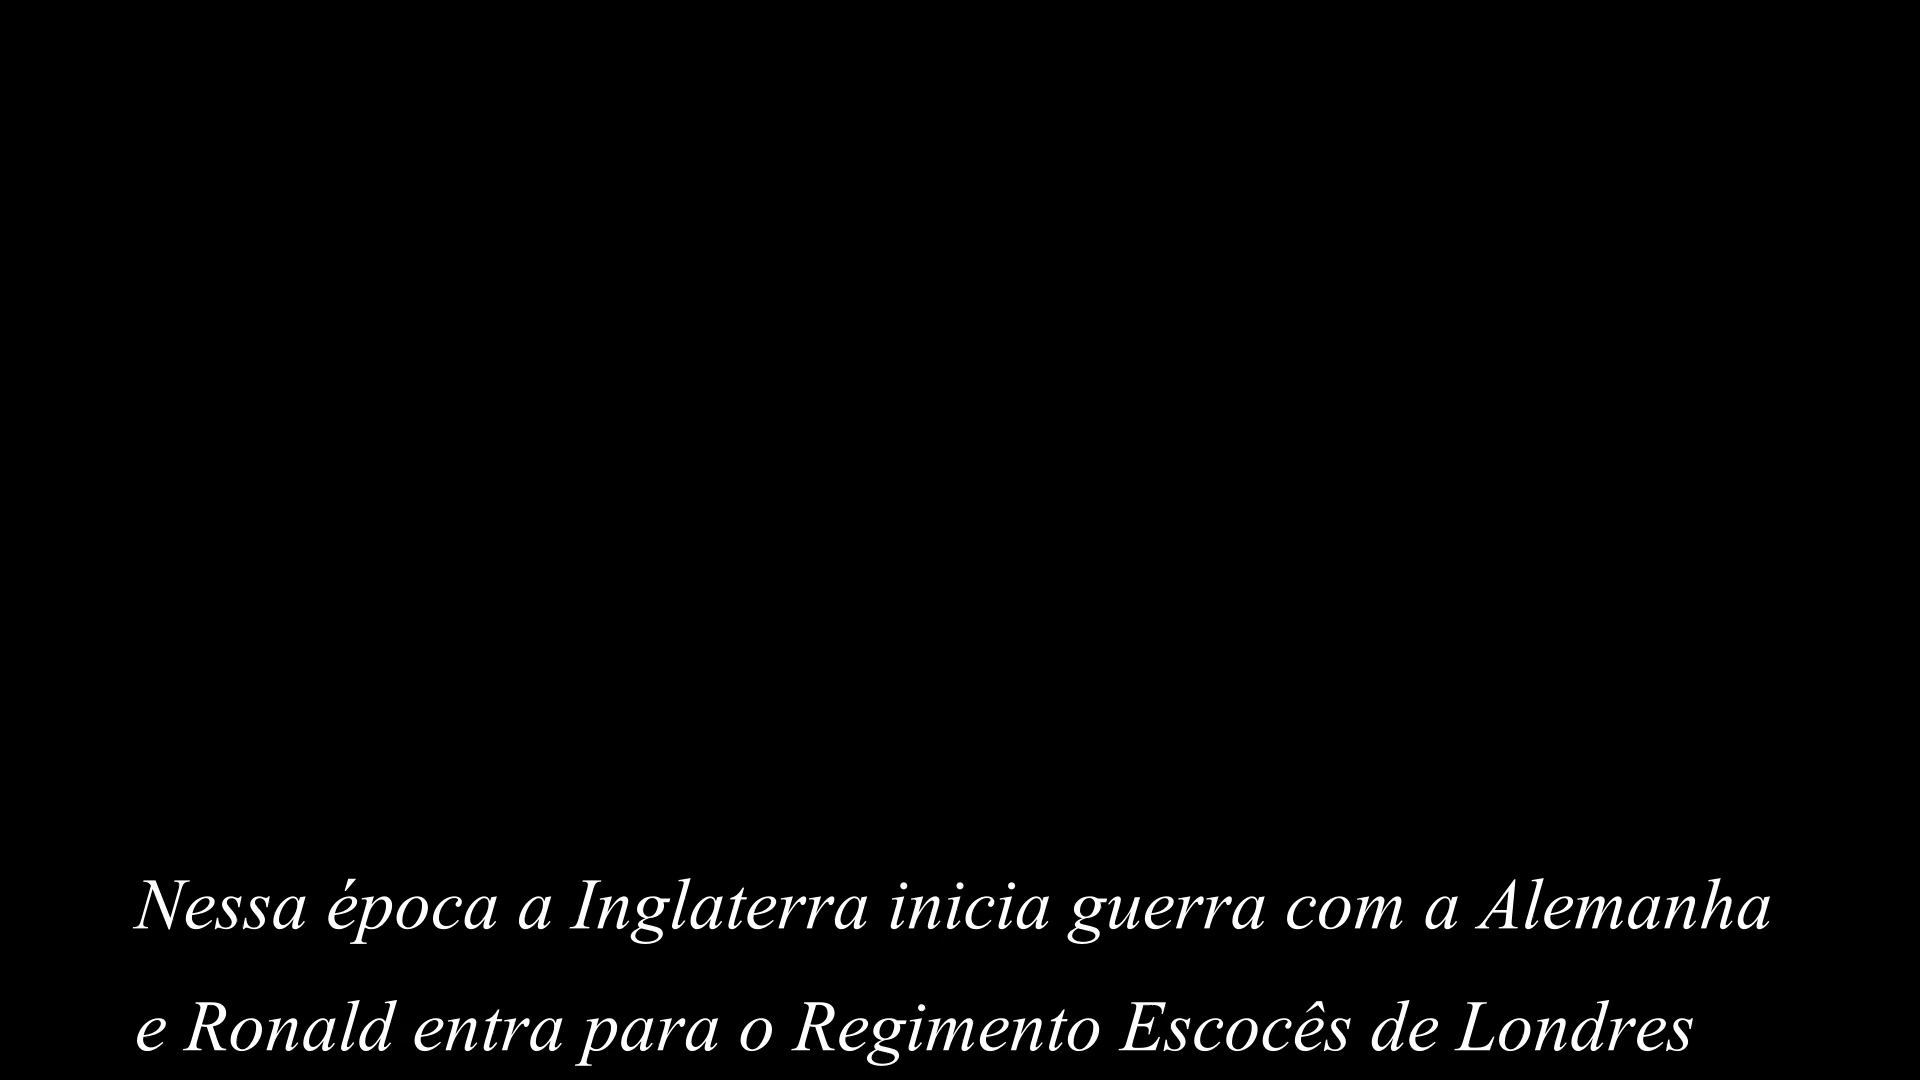 Nessa época a Inglaterra inicia guerra com a Alemanha
e Ronald entra para o Regimento Escocês de Londres